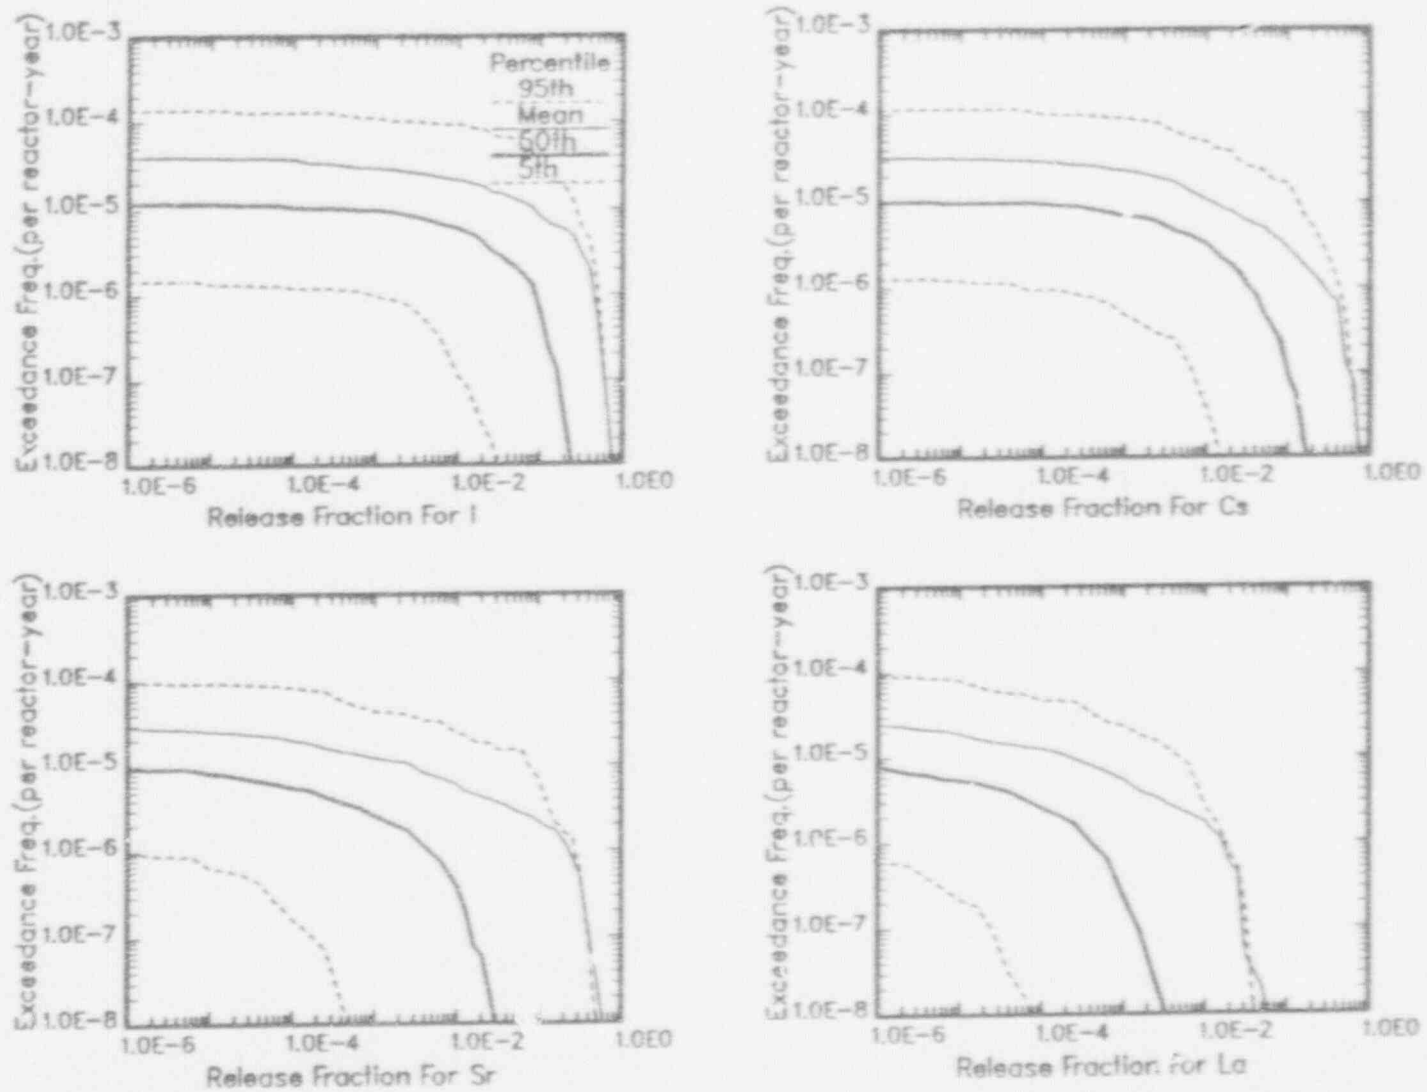 Exceedance Freq.(per reactor-year)
1.0E-3
1.0E-4
1.0E-5
1.0E-6
1.0E-7
1.0E-8
Percentile
95th
Mean
50th
5th
1.0E-6 1.0E-4 1.0E-2 1.0E0
Release Fraction For I
Exceedance Freq.(per reactor-year)
1.0E-3
1.0E-4
1.0E-5
1.0E-6
1.0E-7
1.0E-8
1.0E-6 1.0E-4 1.0E-2 1.0E0
Release Fraction For Cs
Exceedance Freq.(per reactor-year)
1.0E-3
1.0E-4
1.0E-5
1.0E-6
1.0E-7
1.0E-8
1.0E-6 1.0E-4 1.0E-2 1.0E0
Release Fraction For Sr
Exceedance Freq.(per reactor-year)
1.0E-3
1.0E-4
1.0E-5
1.0E-6
1.0E-7
1.0E-8
1.0E-6 1.0E-4 1.0E-2 1.0E0
Release Fraction For La